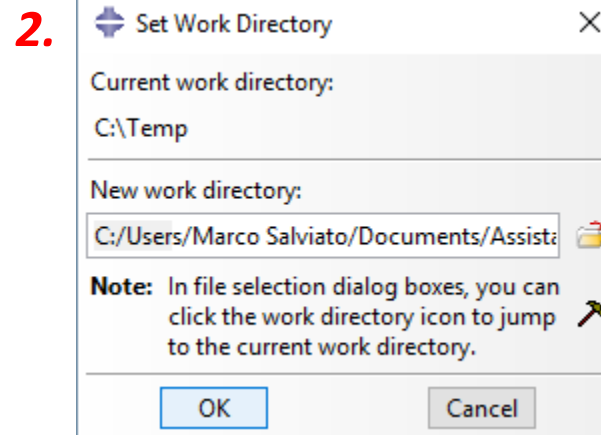 2.
Set Work Directory
Current work directory:
C:\Temp
New work directory:
C:/Users/Marco Salviato/Documents/Assista
Note: In file selection dialog boxes, you can
click the work directory icon to jump
to the current work directory.
OK Cancel